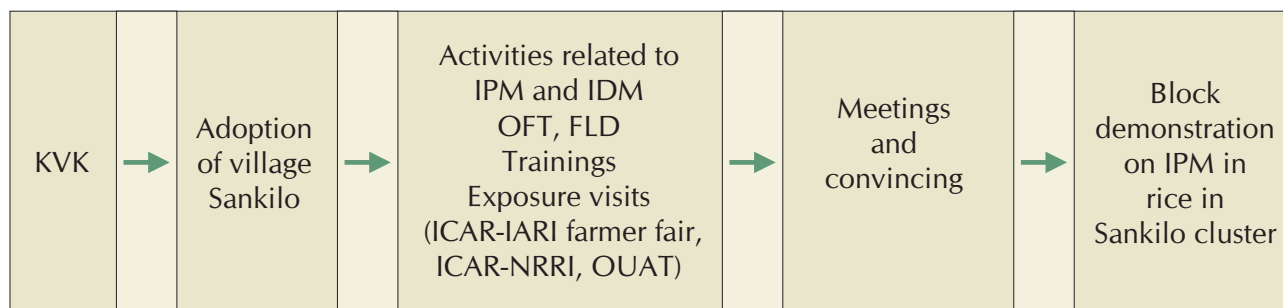 KVK
Adoption
of village
Sankilo
Activities related to
IPM and IDM
OFT, FLD
Trainings
Exposure visits
(ICAR-IARI farmer fair,
ICAR-NRRI, OUAT)
Meetings
and
convincing
Block
demonstration
on IPM in
rice in
Sankilo cluster